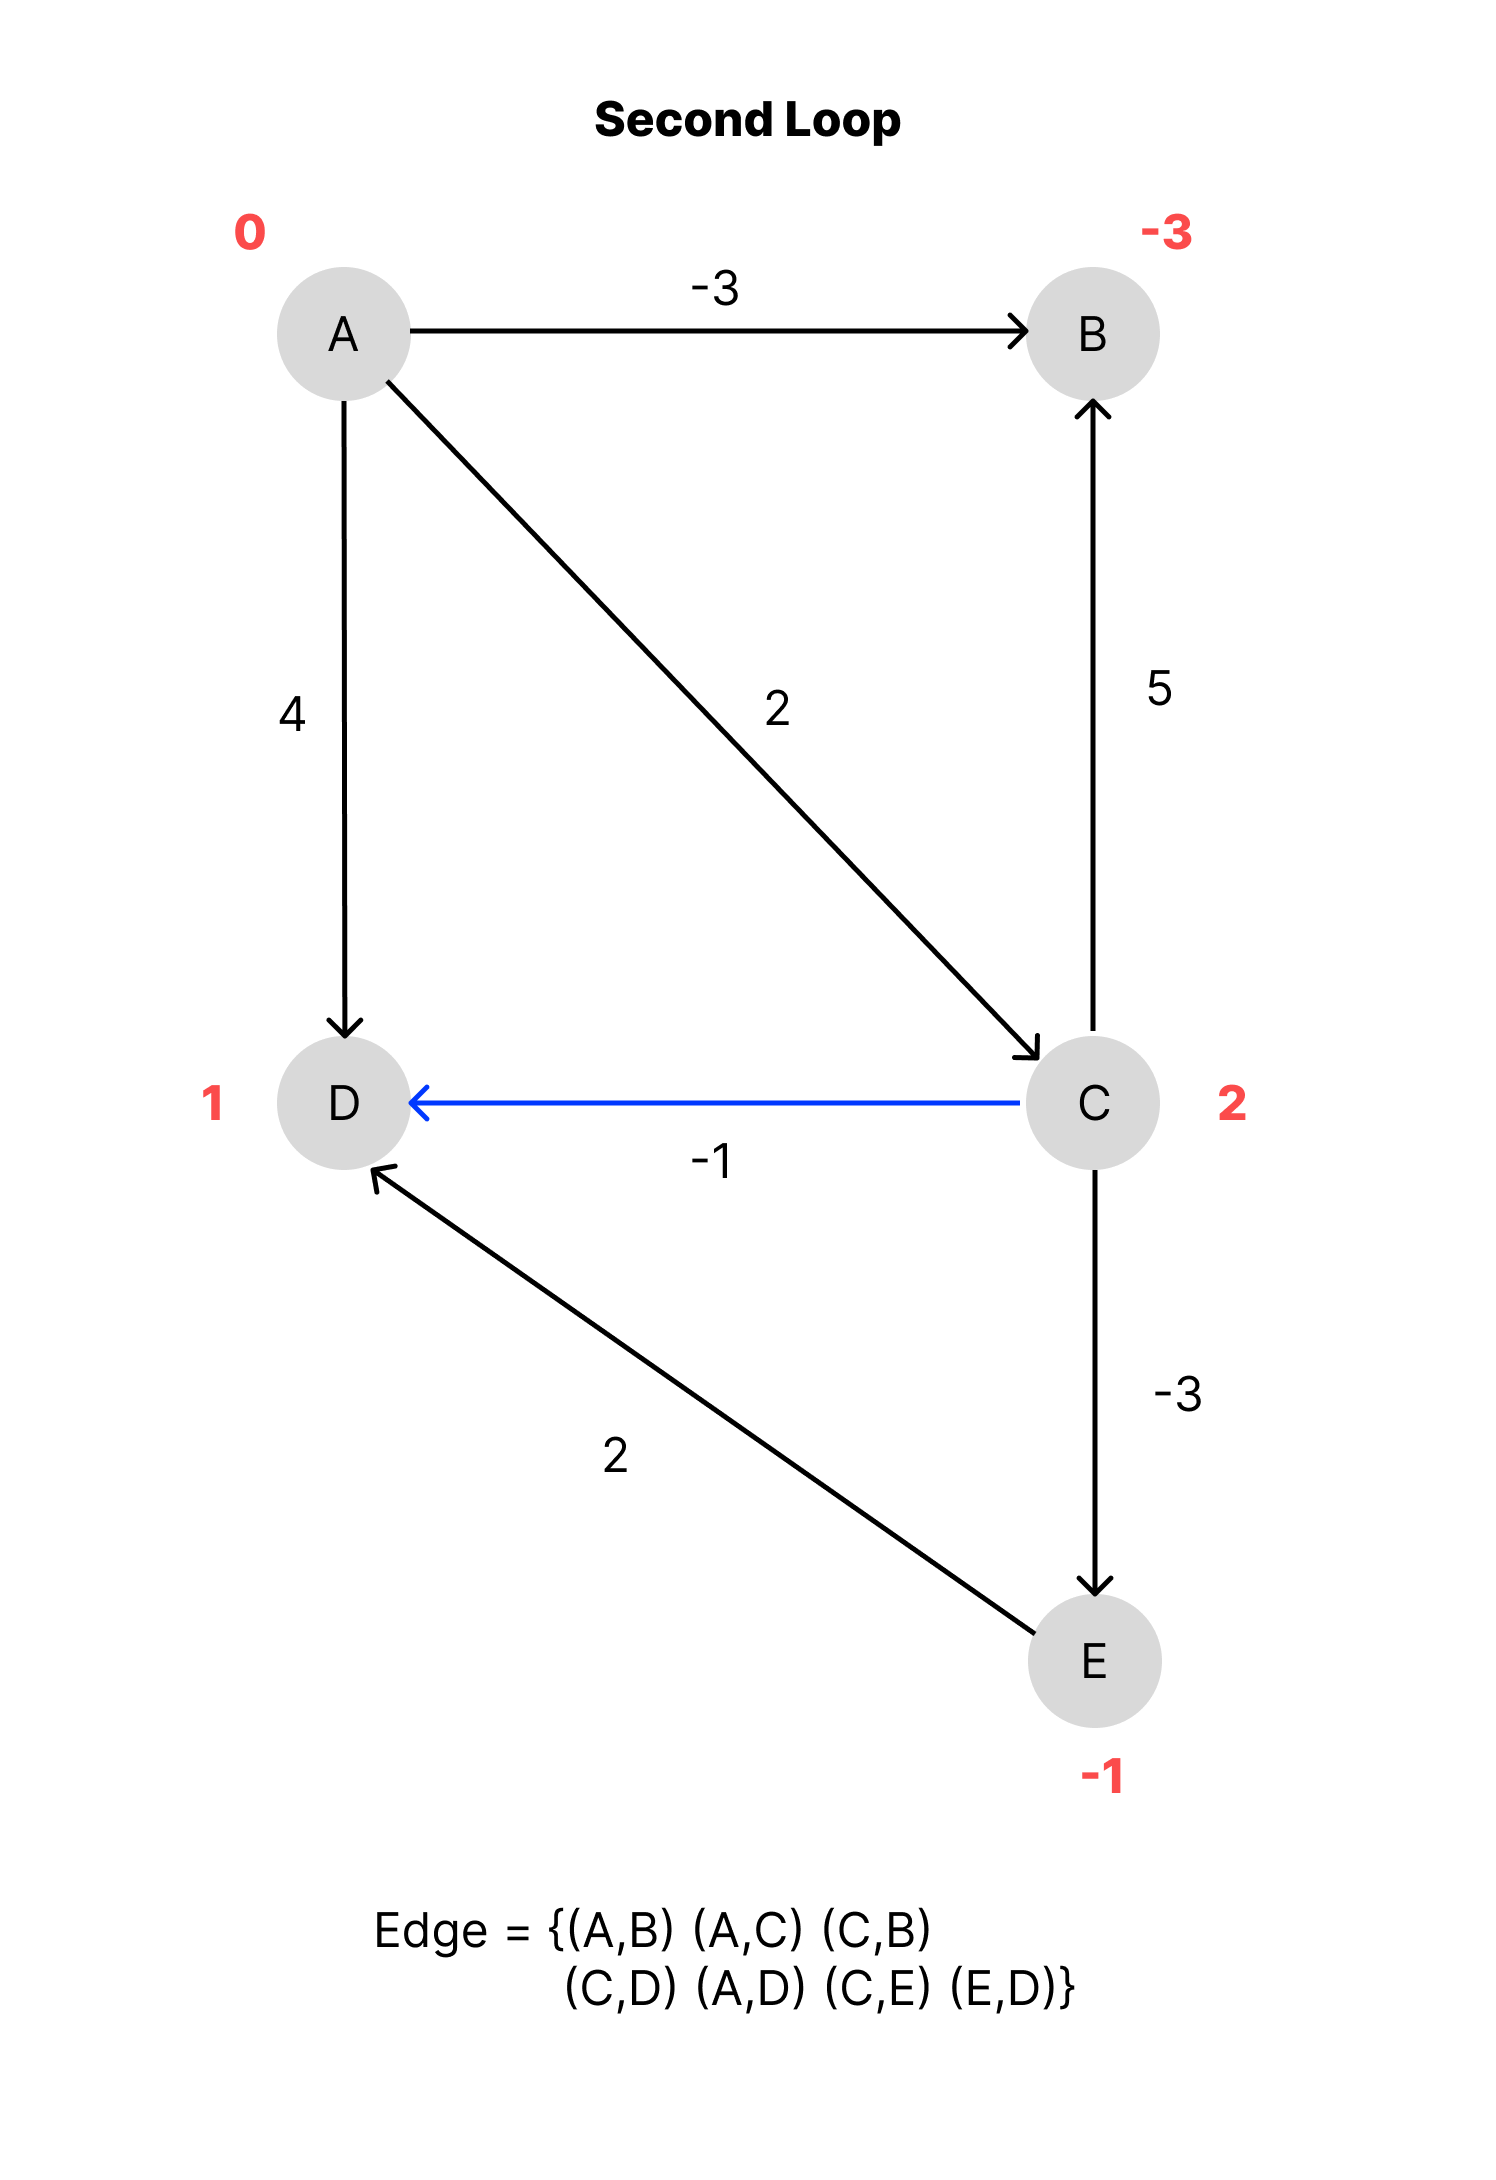 Second Loop
0
-3
-3
A
B
4
2
5
1
D
C
2
-1
-3
2
E
-1
Edge = {(A,B) (A,C) (C,B)
(C,D) (A,D) (C,E) (E,D)}